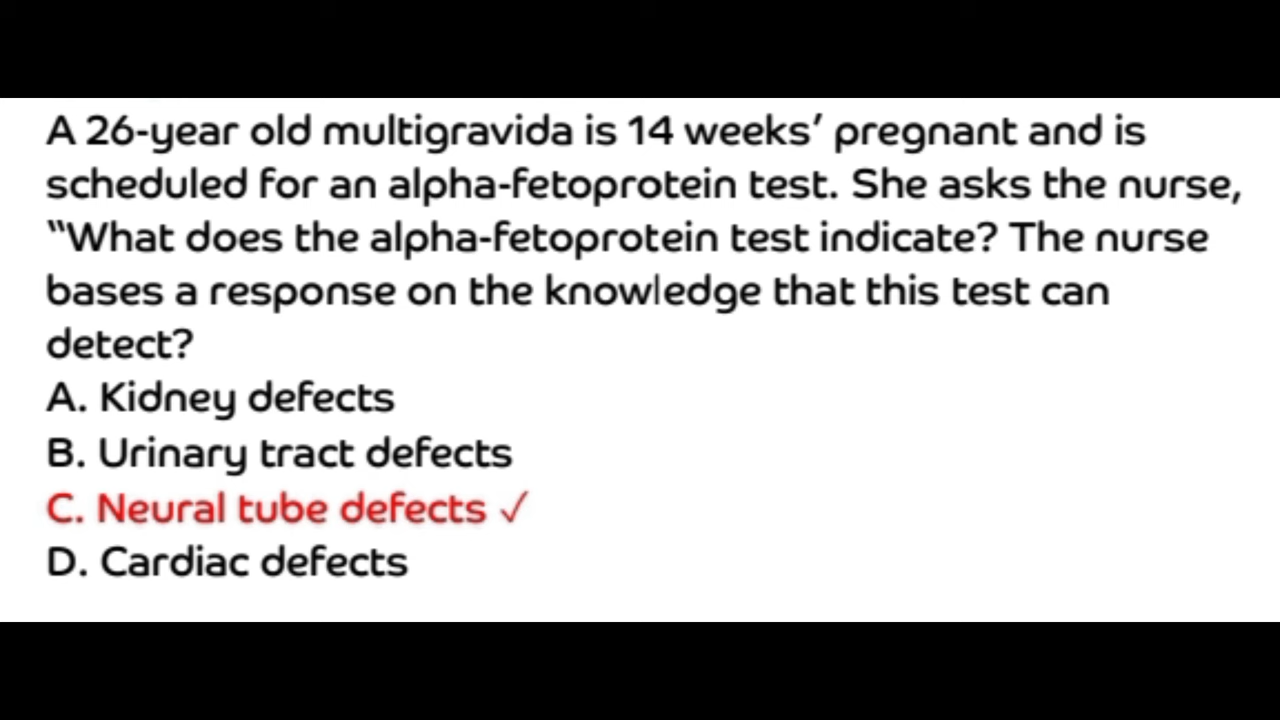 A 26-year old multigravida is 14 weeks’ pregnant and is
scheduled for an alpha-fetoprotein test. She asks the nurse,
“What does the alpha-fetoprotein test indicate? The nurse
bases a response on the knowledge that this test can
detect?
A. Kidney defects
B. Urinary tract defects
C. Neural tube defects ✓
D. Cardiac defects